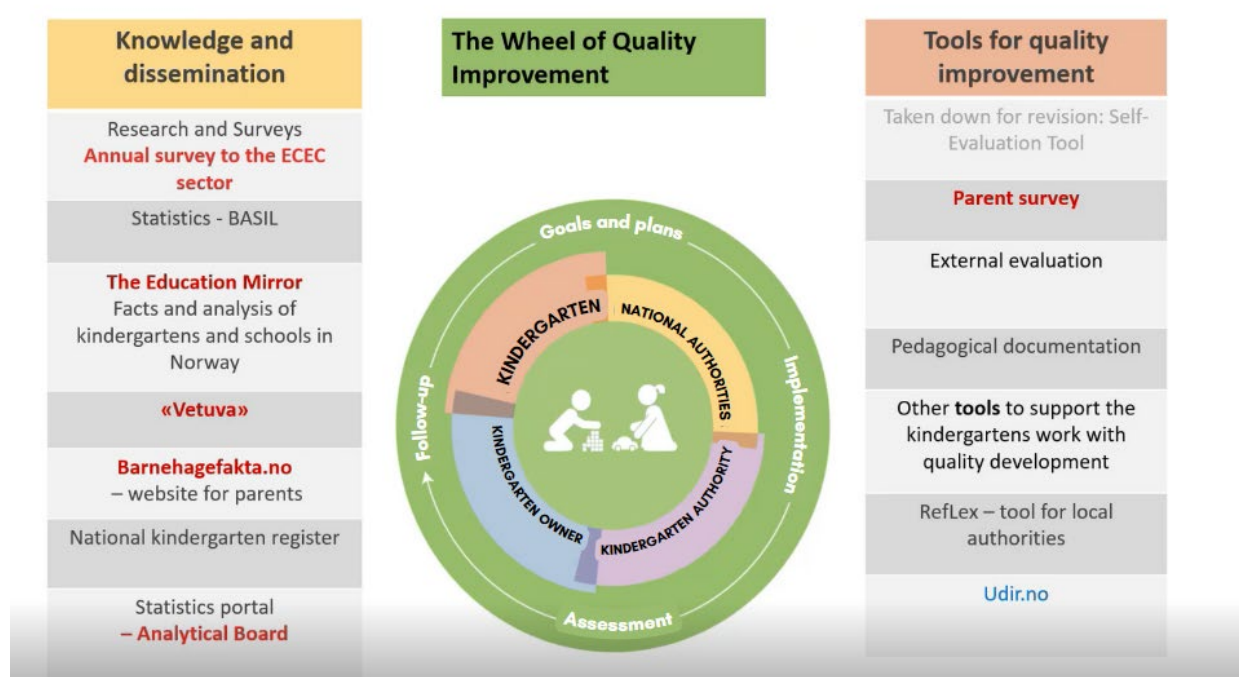 Knowledge and
dissemination
Research and Surveys
Annual survey to the ECEC
sector
Statistics - BASIL
The Education Mirror
Facts and analysis of
kindergartens and schools in
Norway
«Vetuva»
Barnehagefakta.no
– website for parents
National kindergarten register
Statistics portal
– Analytical Board
The Wheel of Quality
Improvement
Goals and plans
Implementation
Assessment
Follow-up
KINDERGARTEN
NATIONAL AUTHORITIES
KINDERGARTEN AUTHORITY
KINDERGARTEN OWNER
Tools for quality
improvement
Taken down for revision: Self-
Evaluation Tool
Parent survey
External evaluation
Pedagogical documentation
Other tools to support the
kindergartens work with
quality development
RefLex – tool for local
authorities
Udir.no